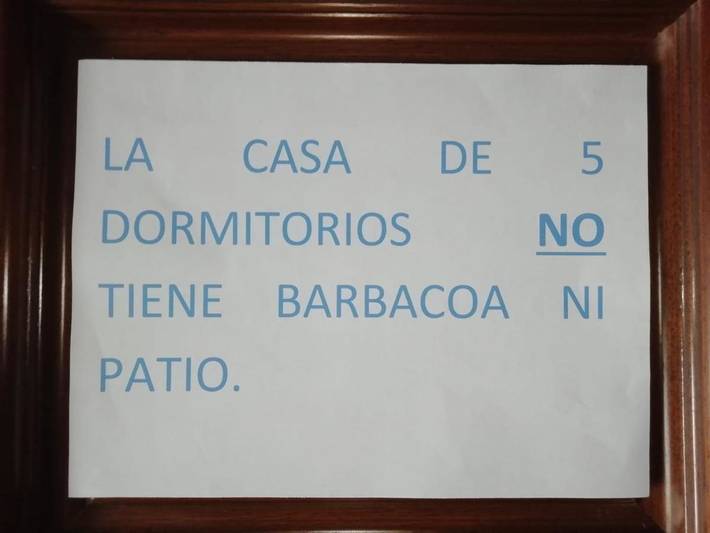 LA CASA DE 5
DORMITORIOS NO
TIENE BARBACOA NI
PATIO.